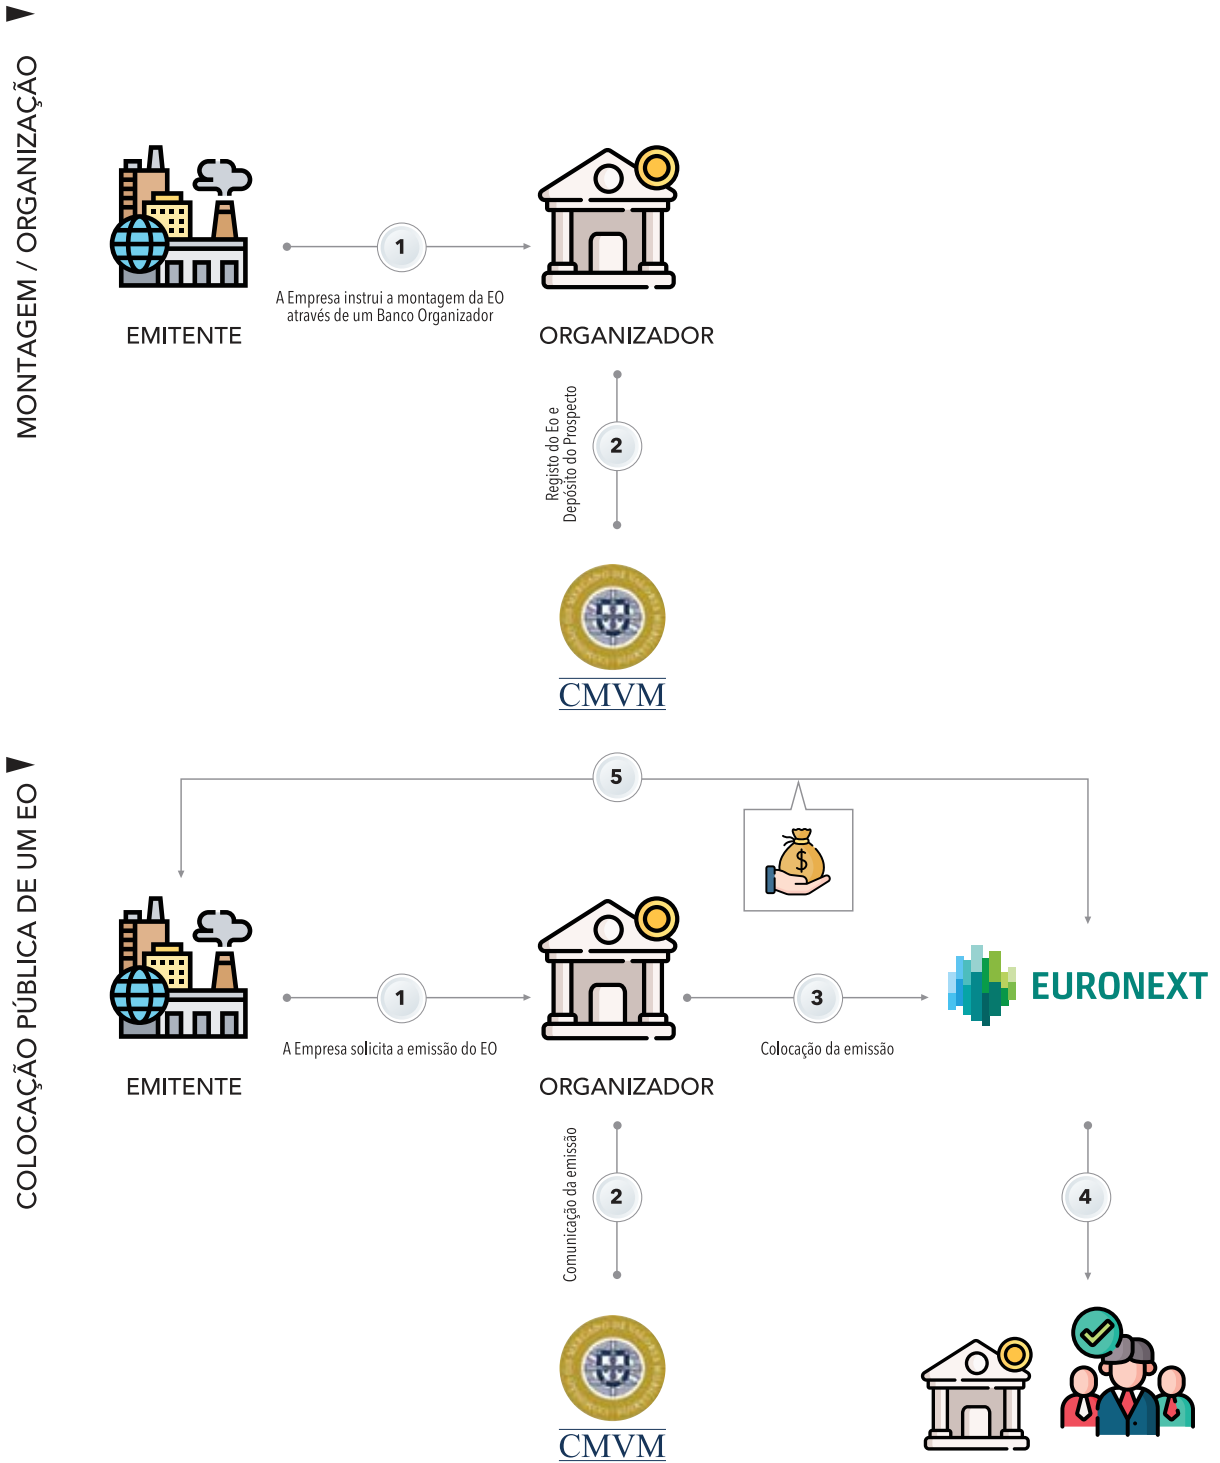 MONTAGEM / ORGANIZAÇÃO
1
A Empresa instrui a montagem da EO
através de um Banco Organizador
EMITENTE
ORGANIZADOR
Registo do Eo e
Depósito do Prospecto
2
CMVM
COLOCAÇÃO PÚBLICA DE UM EO
5
$
1
A Empresa solicita a emissão do EO
3
Colocação da emissão
EURONEXT
EMITENTE
ORGANIZADOR
Comunicação da emissão
2
4
CMVM